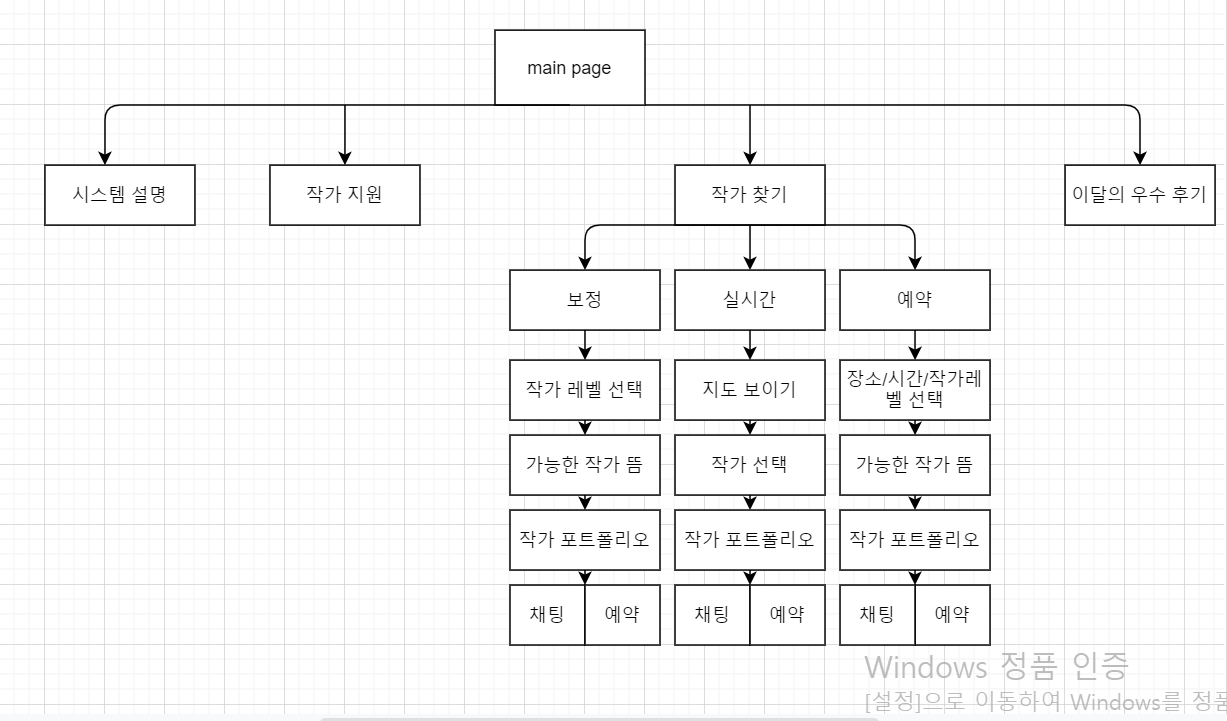 main page
시스템 설명
작가 지원
작가 찾기
이달의 우수 후기
보정
실시간
예약
작가 레벨 선택
지도 보이기
장소/시간/작가레
벨 선택
가능한 작가 뜸
작가 선택
가능한 작가 뜸
작가 포트폴리오
작가 포트폴리오
작가 포트폴리오
채팅
예약
채팅
예약
채팅
예약
Windows 정품 인증
[설정]으로 이동하여 Windows를 정품